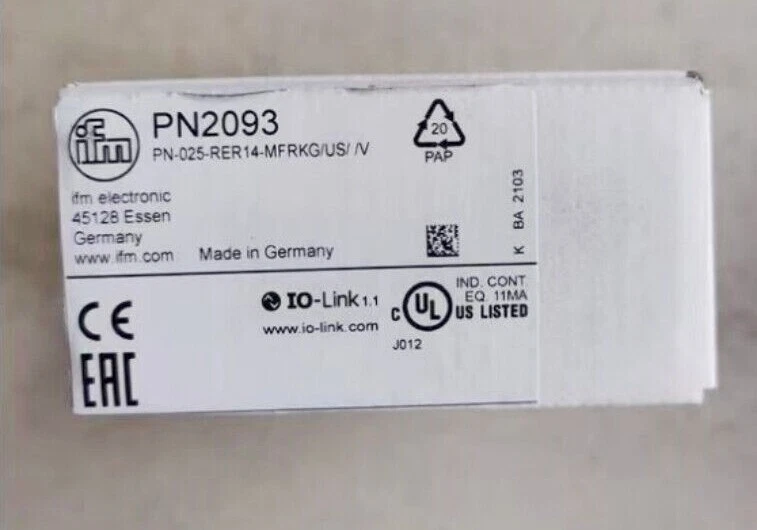 ifm
PN2093
PN-025-RER14-MFRKG/US/ /V
20
PAP
ifm electronic
45128 Essen
Germany
www.ifm.com
Made in Germany
K BA 2103
CE
EAC
IO-Link 1.1
www.io-link.com
C UL US LISTED
IND. CONT.
EQ. 11MA
J012